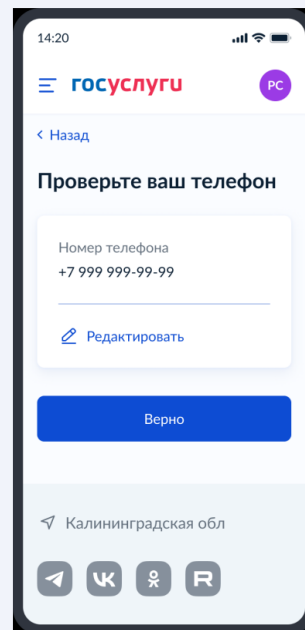 14:20
госуслуги
РС
Назад
Проверьте ваш телефон
Номер телефона
+7 999 999-99-99
Редактировать
Верно
Калининградская обл